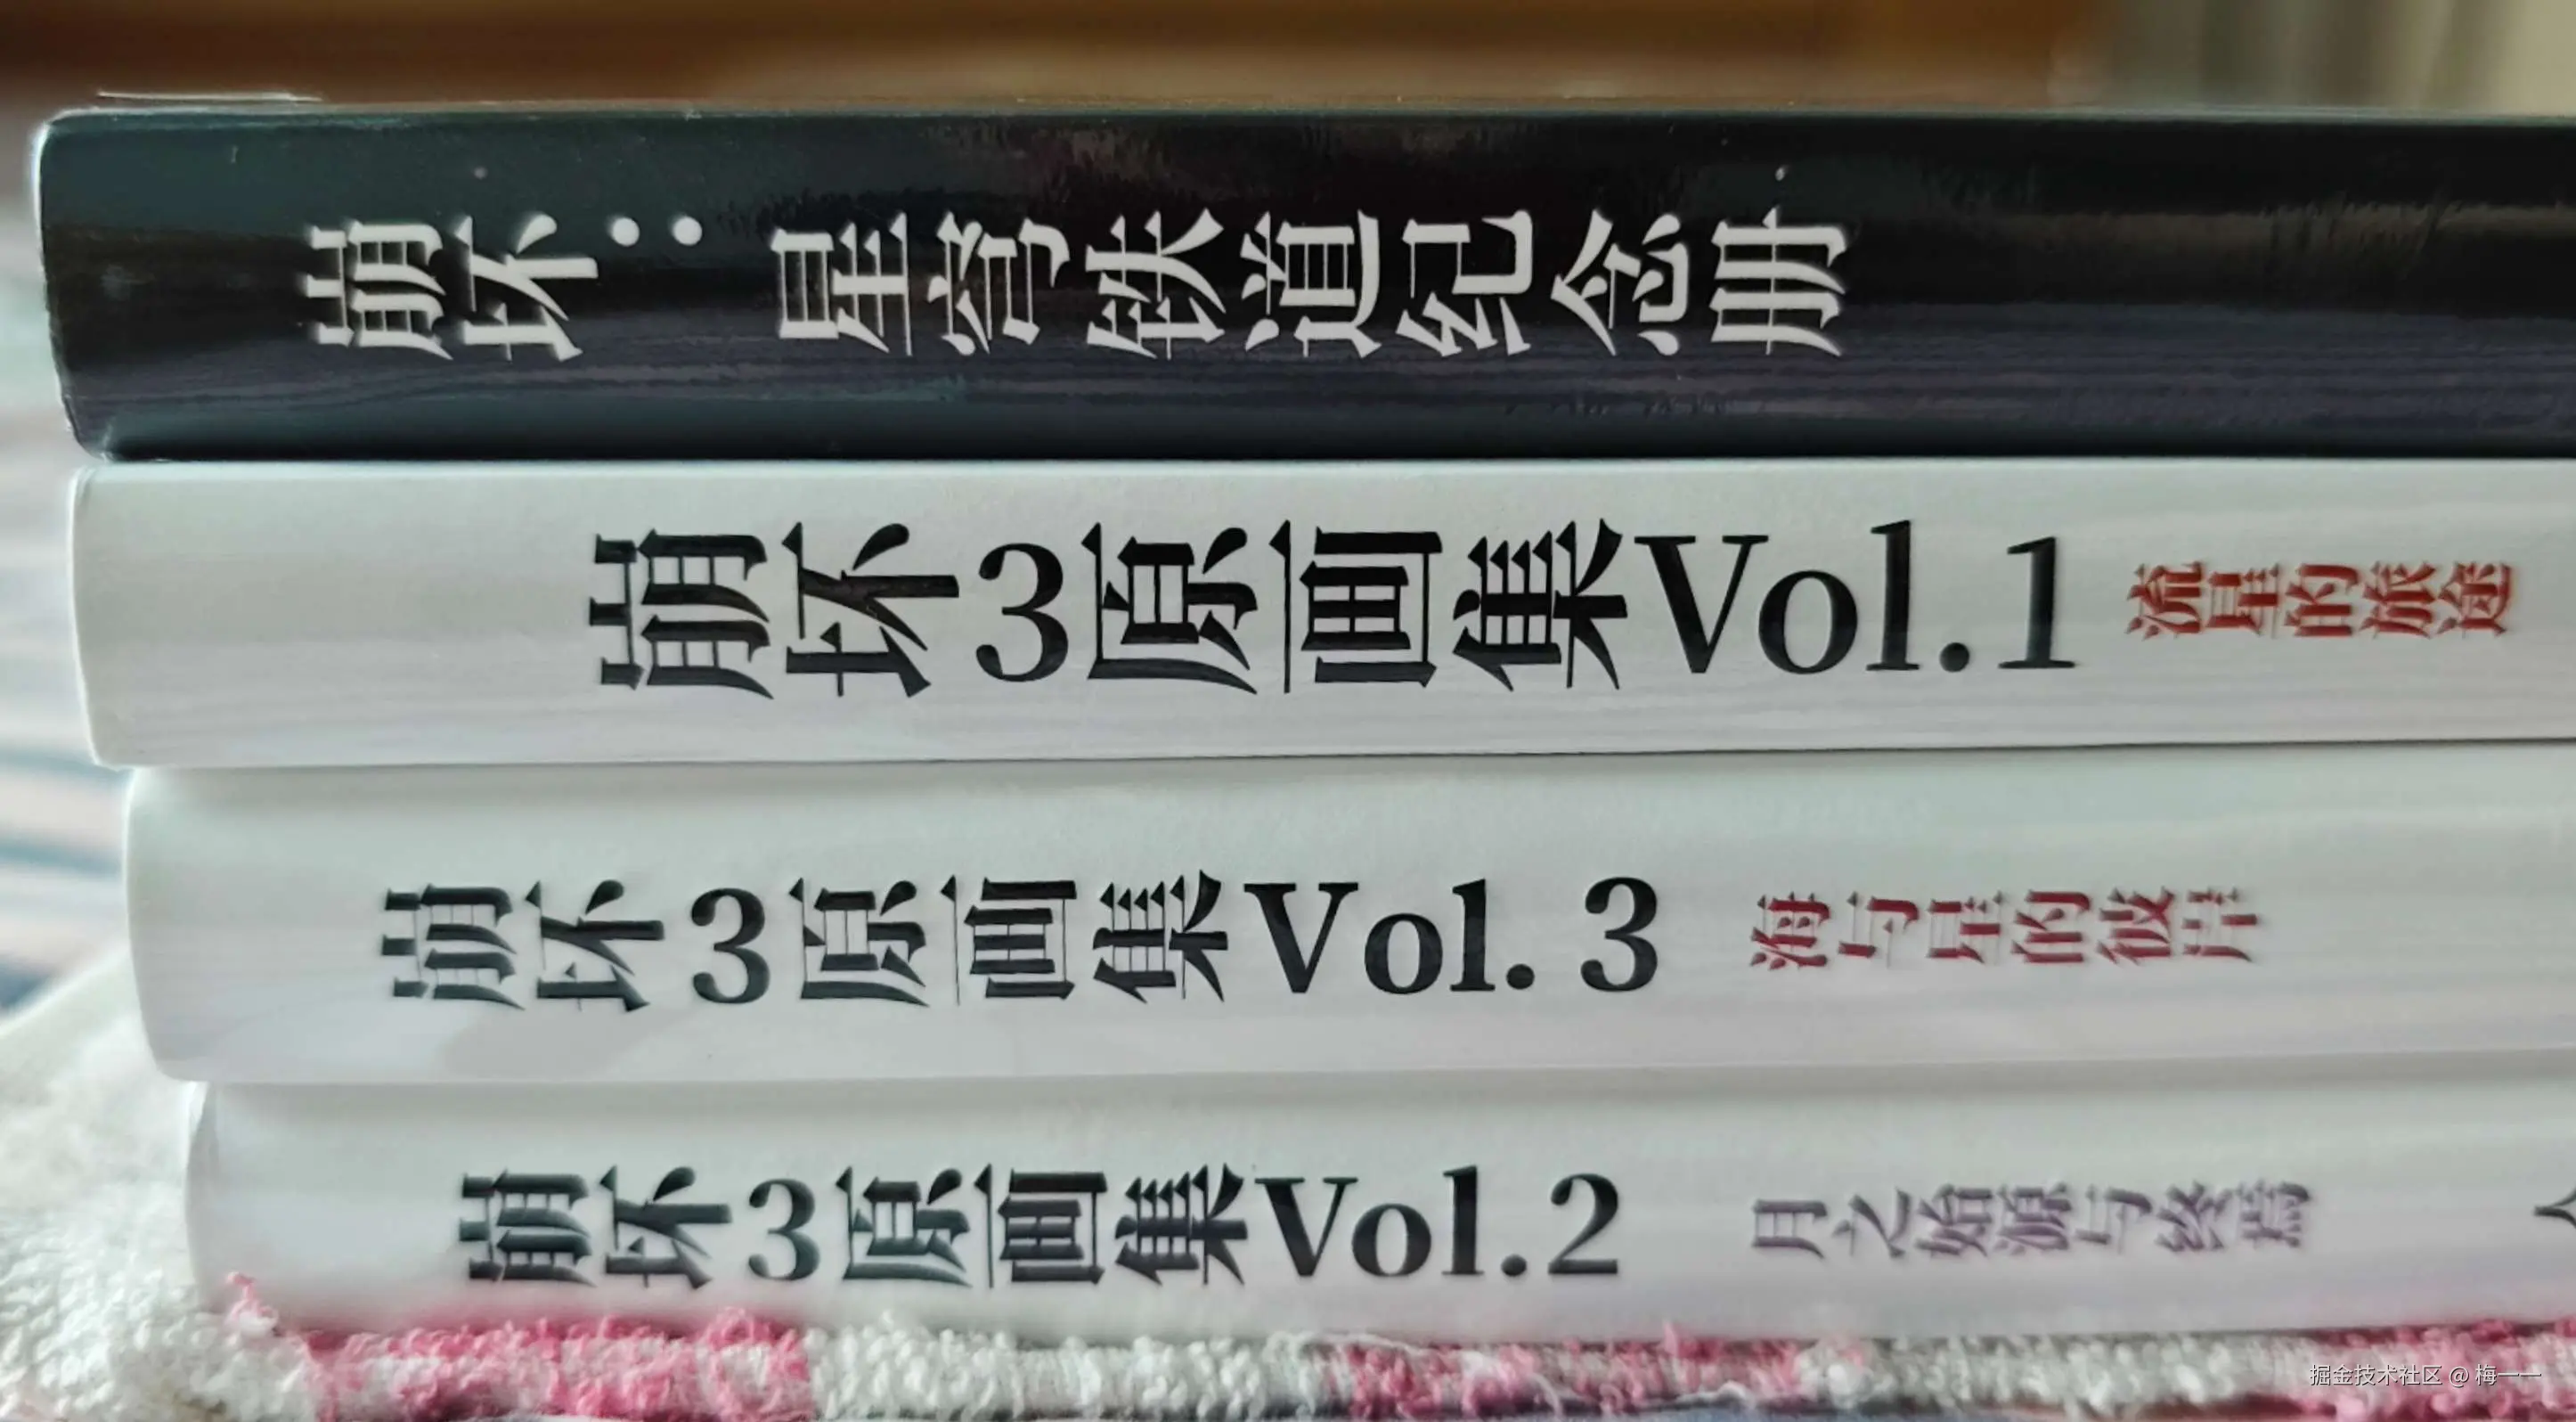 崩坏：星穹铁道纪念册
崩坏3原画集Vol.1 流星的旅途
崩坏3原画集Vol.3 海与星的彼岸
崩坏3原画集Vol.2 月之始源与终焉 人
掘金技术社区 @ 梅一一